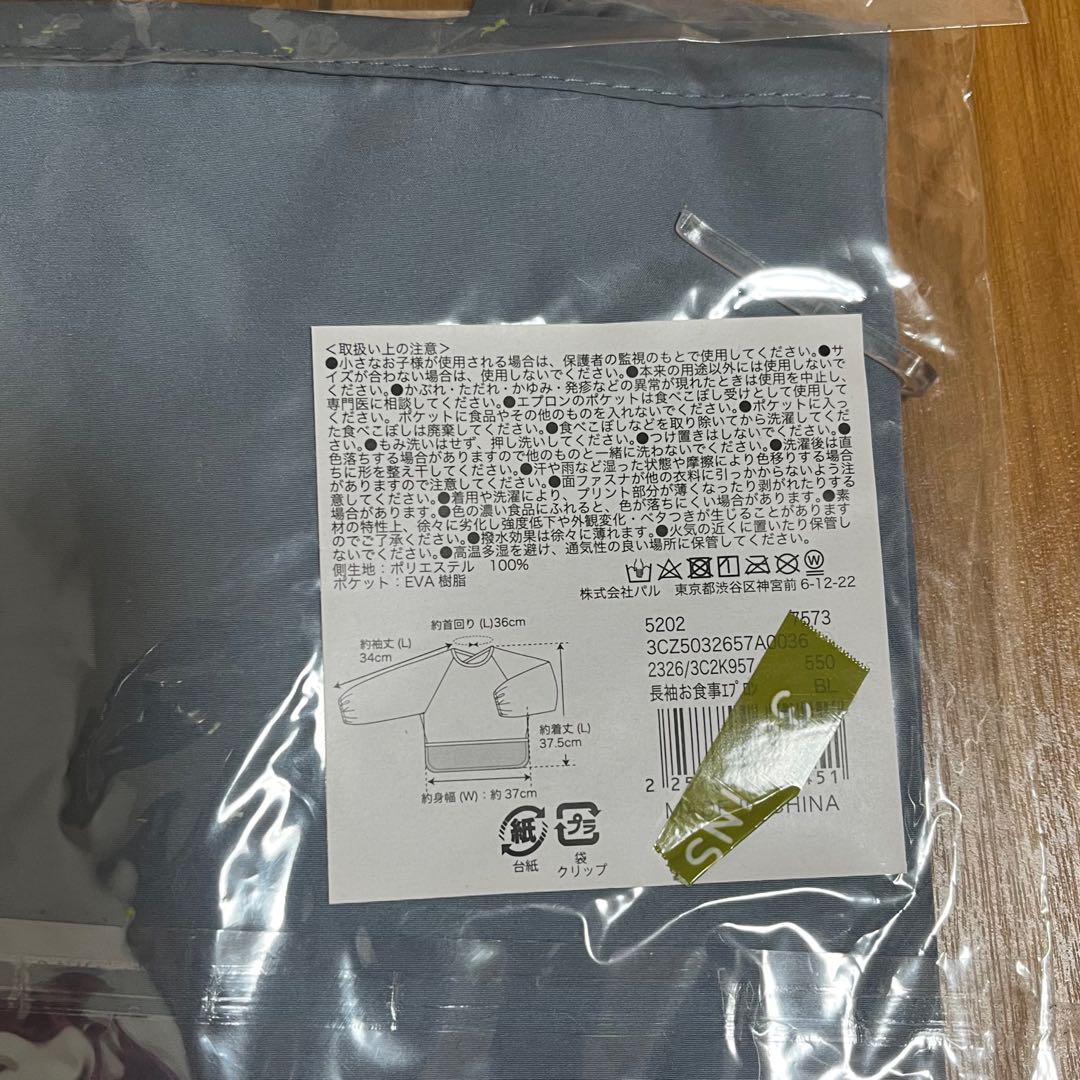 ＜取扱い上の注意＞
●小さなお子様が使用される場合は、保護者の監視のもとで使用してください。●サ
イズが合わない場合は、使用しないでください。●本来の用途以外には使用しないで
ください。●かぶれ・ただれ・かゆみ・発疹などの異常が現れたときは使用を中止し、
専門医に相談してください。●エプロンのポケットは食べこぼし受けとして使用して
ください。ポケットに食品やその他のものを入れないでください。●ポケットに入っ
た食べこぼしは廃棄してください。●食べこぼしなどを取り除いてから洗濯してくだ
さい。●もみ洗いはせず、押し洗いしてください。●つけ置きはしないでください。●
色落ちする場合がありますので他のものと一緒に洗わないでください。●洗濯後は直
ちに形を整え干してください。●汗や雨など湿った状態や摩擦により色移りする場合
がありますので注意してください。●面ファスナが他の衣料に引っかからないよう注
意してください。●着用や洗濯により、プリント部分が薄くなったり剥がれたりする
●色の濃い食品にふれると、色が落ちにくい場合があります。●素
材の特性上、徐々に劣化し強度低下や外観変化・ベタつきが生じることがあります
のでご了承ください。●撥水効果は徐々に薄れます。●火気の近くに置いたり保管し
ないでください。●高温多湿を避け、通気性の良い場所に保管してください。
側生地：ポリエステル 100%
ポケット：EVA 樹脂
株式会社パル 東京都渋谷区神宮前 6-12-22
約首回り (L)36cm
約袖丈 (L)
34cm
約着丈 (L)
37.5cm
約身幅 (W)：約 37cm
紙
台紙
プラ
袋
クリップ
5202 7573
3CZ5032657A0036
2326/3C2K957 550
長袖お食事ｴﾌﾟﾛﾝ BL
2 25 451
CHINA